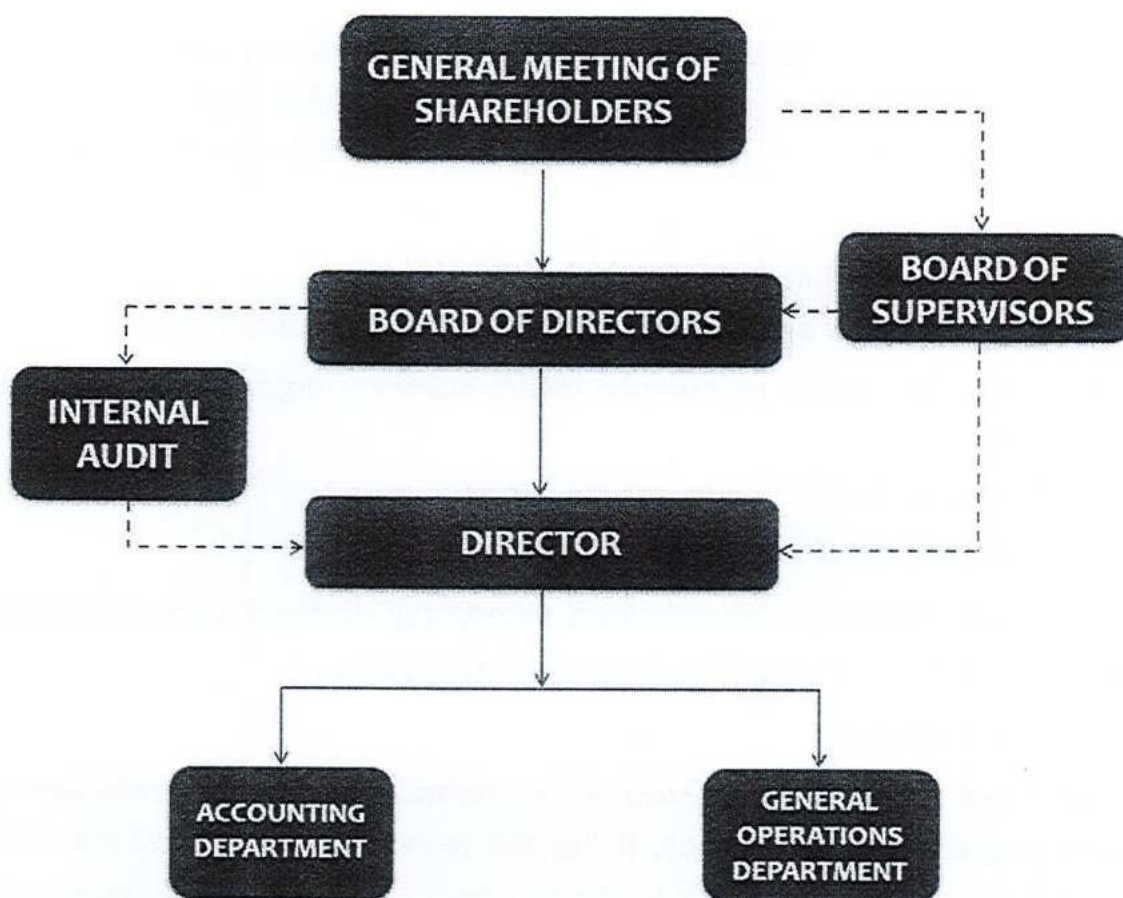 GENERAL MEETING OF
SHAREHOLDERS
BOARD OF
SUPERVISORS
BOARD OF DIRECTORS
INTERNAL
AUDIT
DIRECTOR
ACCOUNTING
DEPARTMENT
GENERAL
OPERATIONS
DEPARTMENT